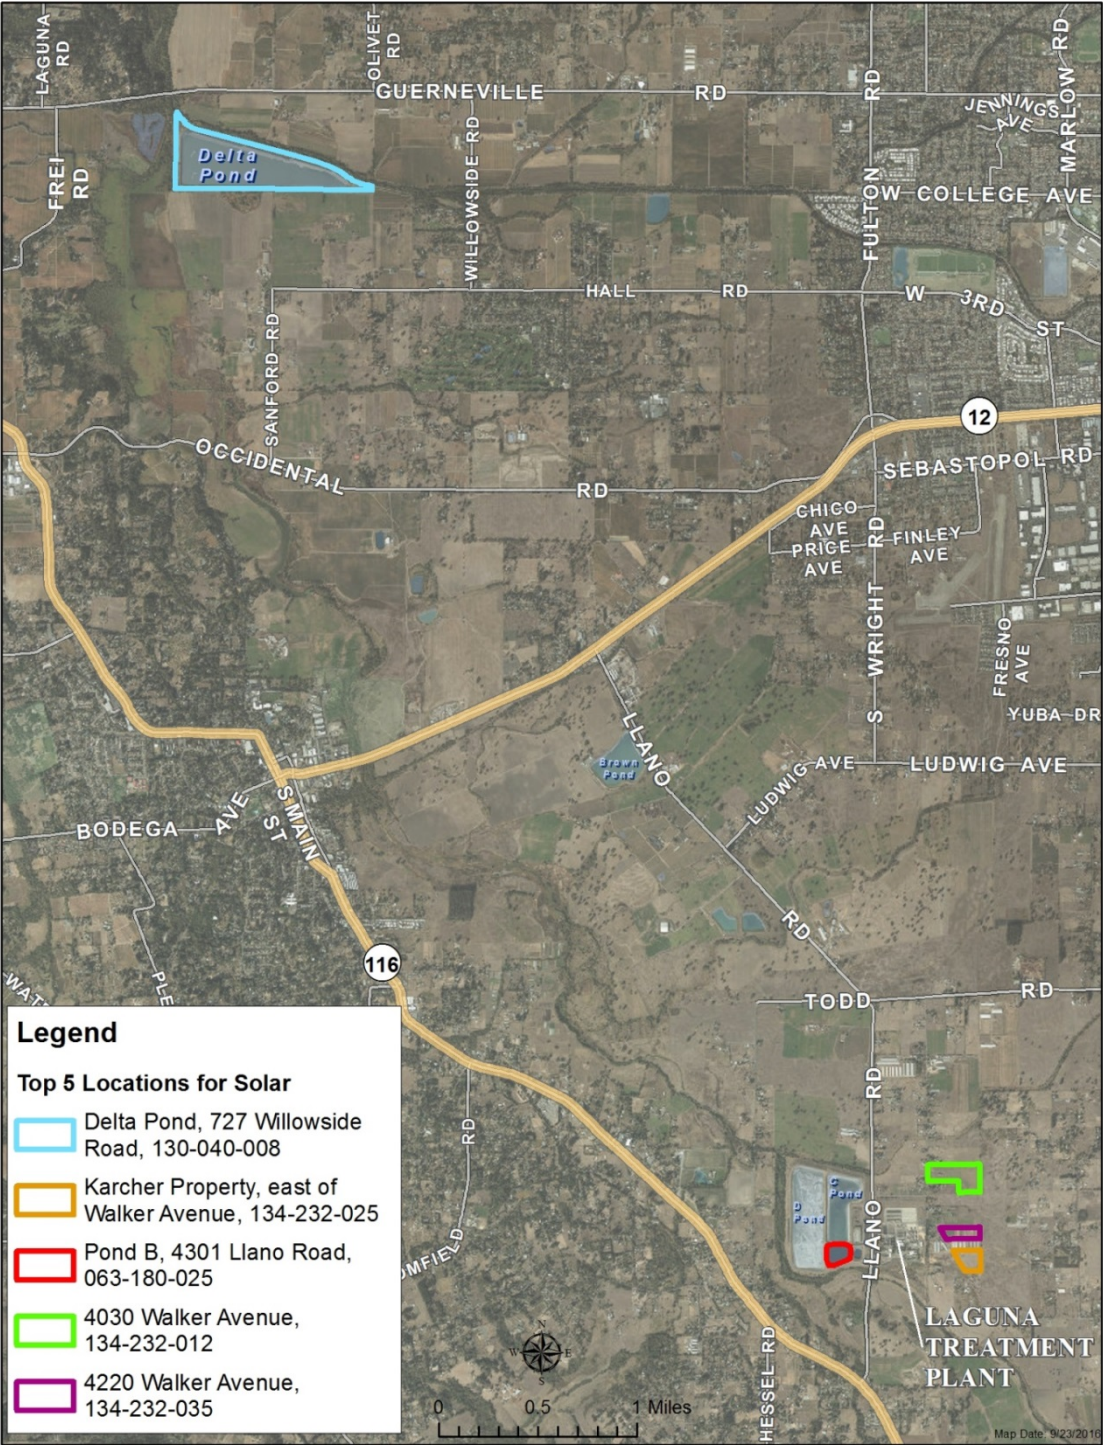 LAGUNA
RD
OLIVET
RD
GUERNEVILLE RD
FULTON RD
JENNINGS
AVE
MARLOW RD
FREI
RD
Delta
Pond
WILLOWSIDE RD
W COLLEGE AVE
HALL RD
W 3RD ST
SANFORD RD
12
OCCIDENTAL RD
SEBASTOPOL RD
CHICO
AVE
PRICE
AVE
FINLEY
AVE
S WRIGHT RD
FRESNO
AVE
YUBA DR
LLANO RD
Brown
Pond
LUDWIG AVE
LUDWIG AVE
S MAIN
ST
BODEGA AVE
RD
116
WAT
PLE
TODD RD
RD
Legend
Top 5 Locations for Solar
Delta Pond, 727 Willowside
Road, 130-040-008
Karcher Property, east of
Walker Avenue, 134-232-025
Pond B, 4301 Llano Road,
063-180-025
4030 Walker Avenue,
134-232-012
4220 Walker Avenue,
134-232-035
RD
OMFIELD
C
Pond
D
Pond
LLANO
LAGUNA
TREATMENT
PLANT
N
W E
S
HESSEL RD
0 0.5 1 Miles
Map Date: 9/23/2016